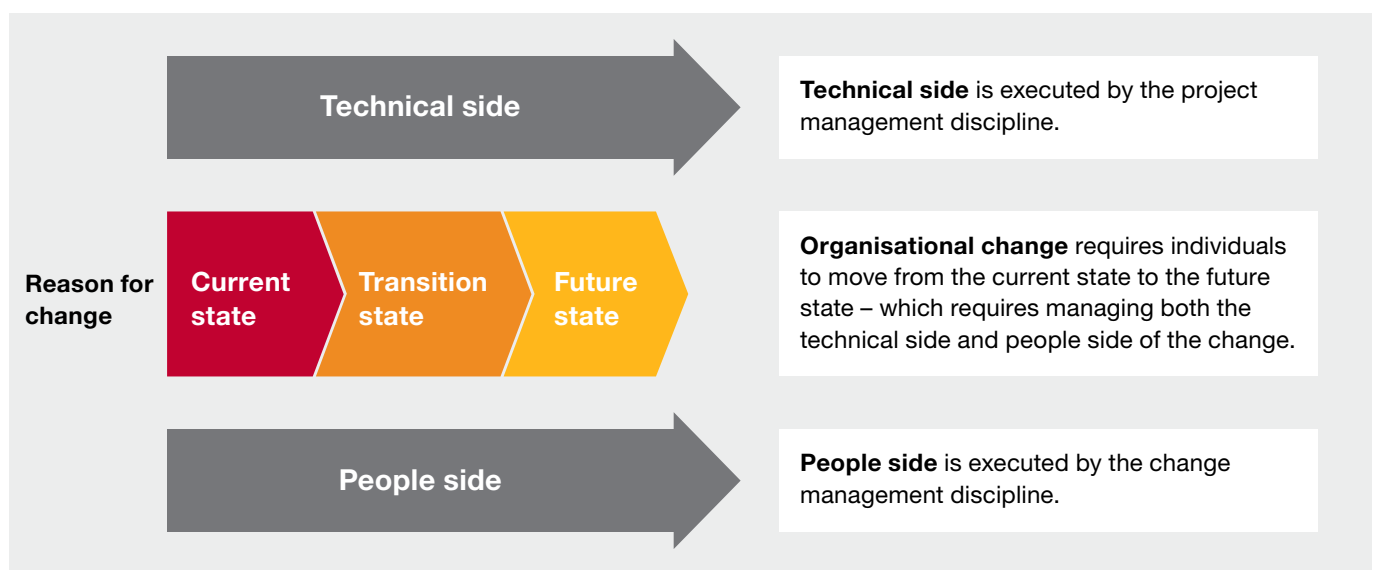 Technical side
Technical side is executed by the project
management discipline.
Reason for
change
Current
state
Transition
state
Future
state
Organisational change requires individuals
to move from the current state to the future
state – which requires managing both the
technical side and people side of the change.
People side
People side is executed by the change
management discipline.